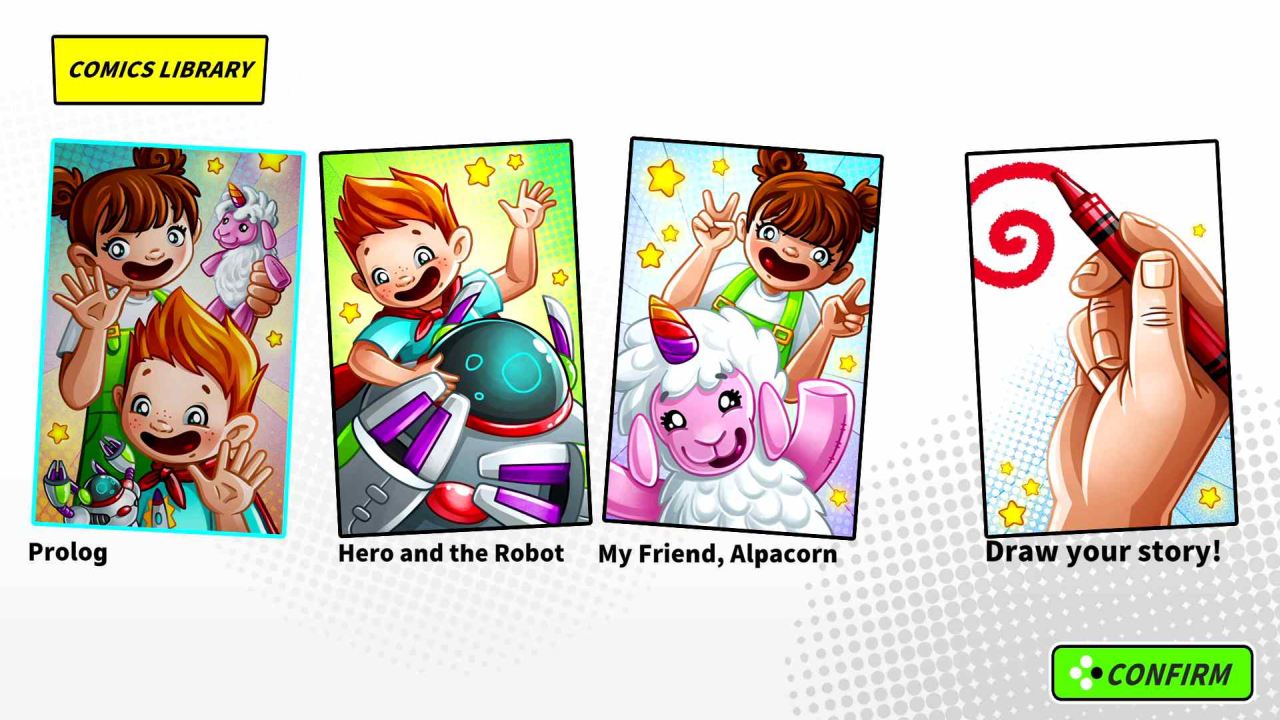 COMICS LIBRARY
Prolog
Hero and the Robot
My Friend, Alpacorn
Draw your story!
CONFIRM